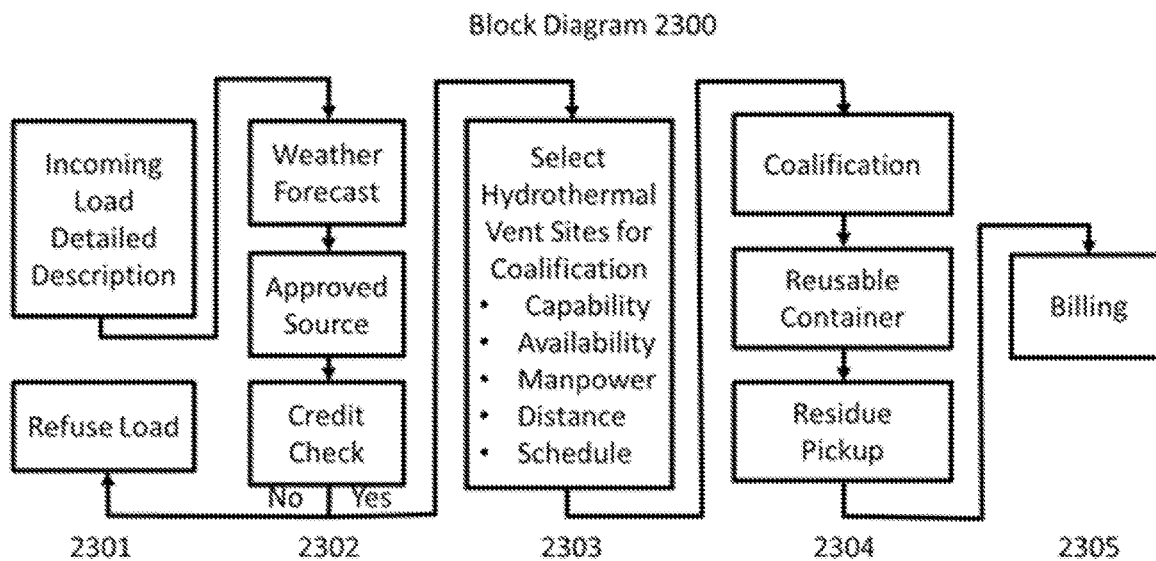 Block Diagram 2300
Incoming
Load
Detailed
Description
Refuse Load
Weather
Forecast
Approved
Source
Credit
Check
No Yes
Select
Hydrothermal
Vent Sites for
Coalification
• Capability
• Availability
• Manpower
• Distance
• Schedule
Coalification
Reusable
Container
Residue
Pickup
Billing
2301 2302 2303 2304 2305